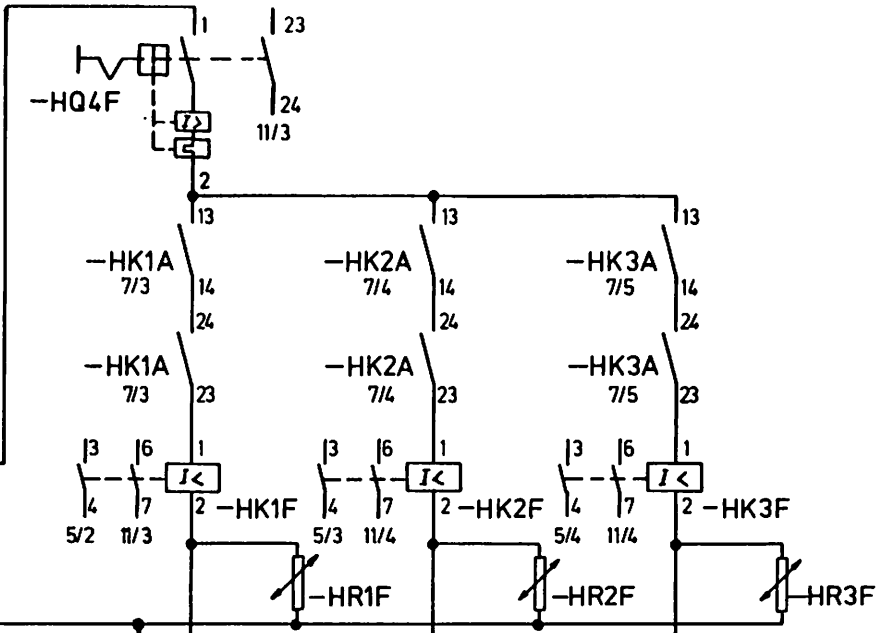 1 23
-HQ4F
24
I> 11/3
2
13 13 13
-HK1A -HK2A -HK3A
7/3 14 7/4 14 7/5 14
24 24 24
-HK1A -HK2A -HK3A
7/3 23 7/4 23 7/5 23
3 6 1 3 6 1 3 6 1
I< I< I<
4 7 2 -HK1F 4 7 2 -HK2F 4 7 2 -HK3F
5/2 11/3 5/3 11/4 5/4 11/4
-HR1F -HR2F -HR3F